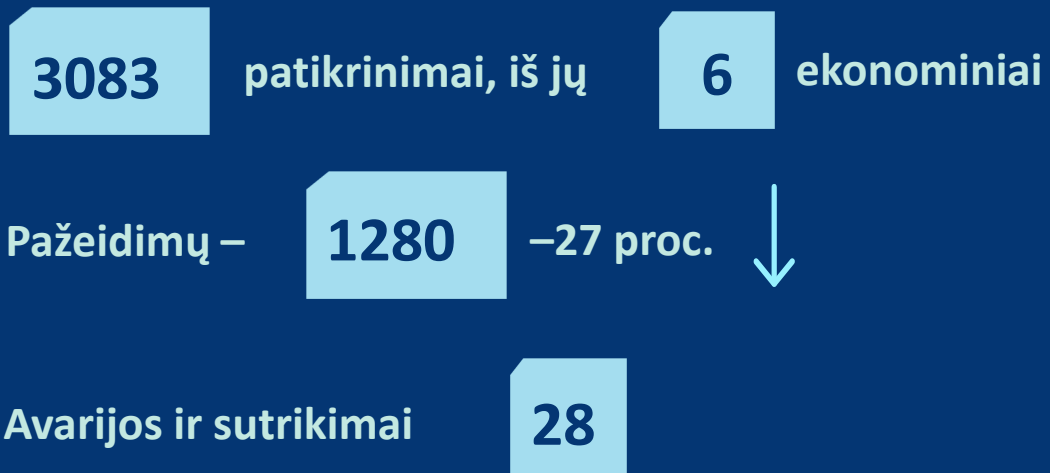 3083 patikrinimai, iš jų 6 ekonominiai
Pažeidimų – 1280 –27 proc.
Avarijos ir sutrikimai 28